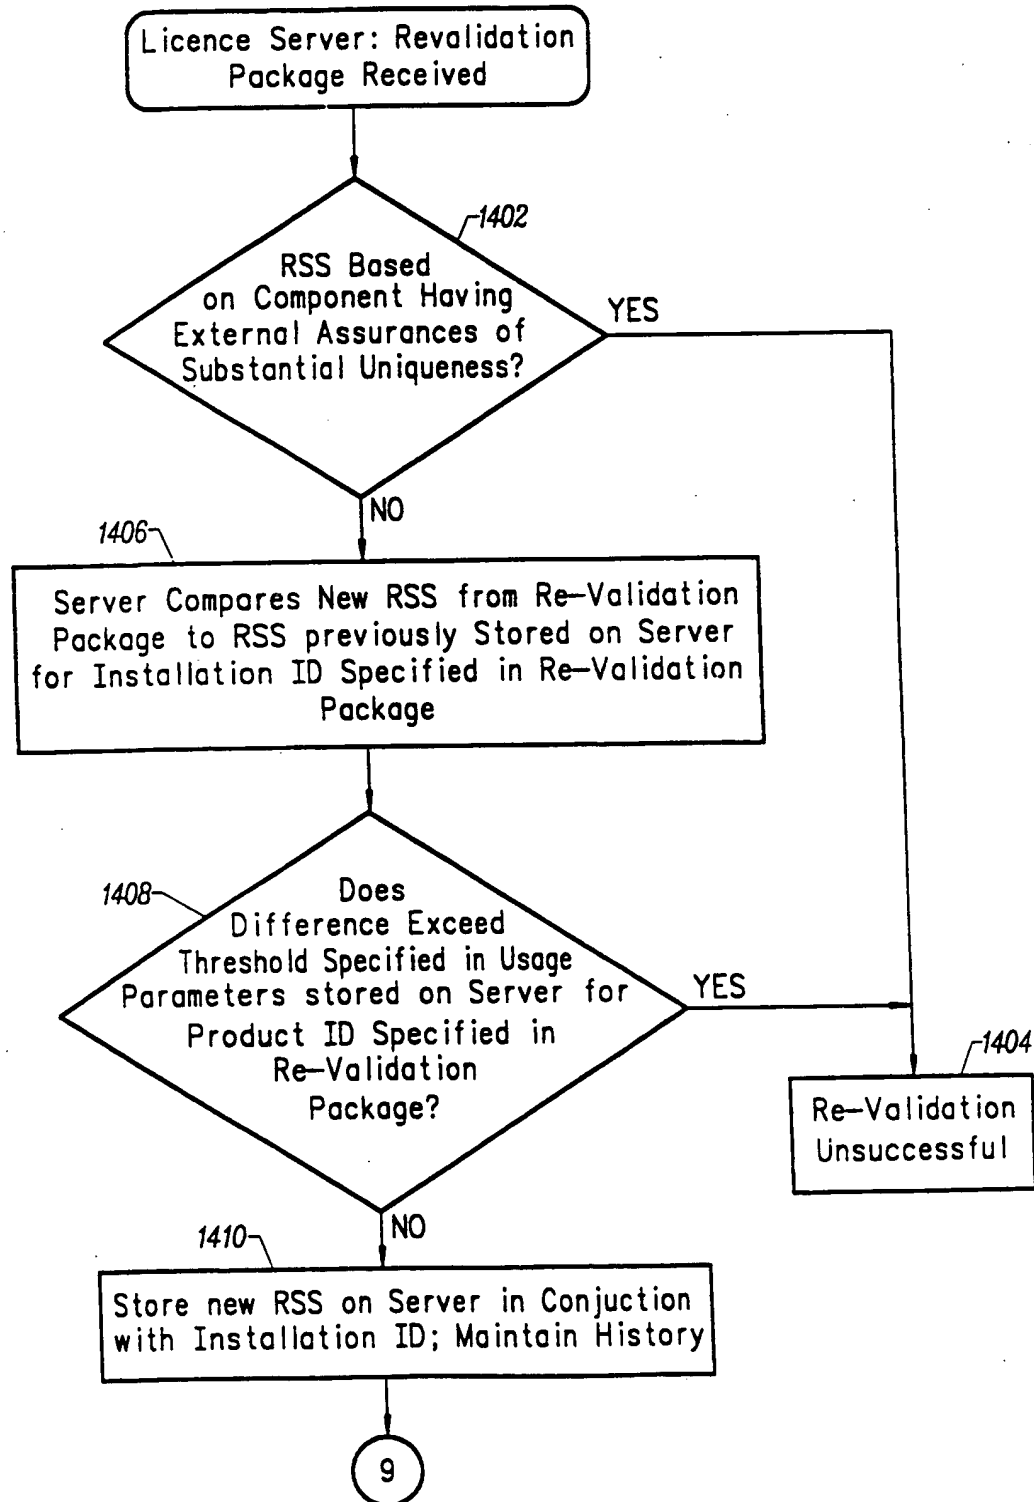 Licence Server: Revalidation
Package Received
1402
RSS Based
on Component Having
External Assurances of
Substantial Uniqueness?
YES
NO
1406
Server Compares New RSS from Re-Validation
Package to RSS previously Stored on Server
for Installation ID Specified in Re-Validation
Package
1408
Does
Difference Exceed
Threshold Specified in Usage
Parameters stored on Server for
Product ID Specified in
Re-Validation
Package?
YES
1404
Re-Validation
Unsuccessful
NO
1410
Store new RSS on Server in Conjuction
with Installation ID; Maintain History
9